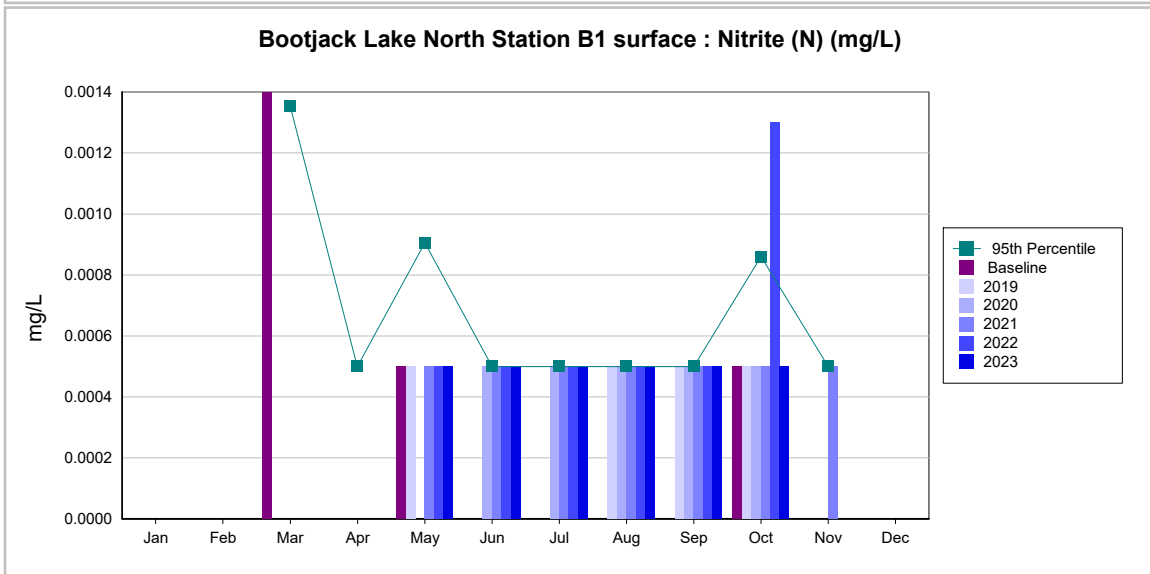 Bootjack Lake North Station B1 surface : Nitrite (N) (mg/L)
0.0014
0.0012
0.0010
0.0008
0.0006
0.0004
0.0002
0.0000
mg/L
Jan Feb Mar Apr May Jun Jul Aug Sep Oct Nov Dec
95th Percentile
Baseline
2019
2020
2021
2022
2023